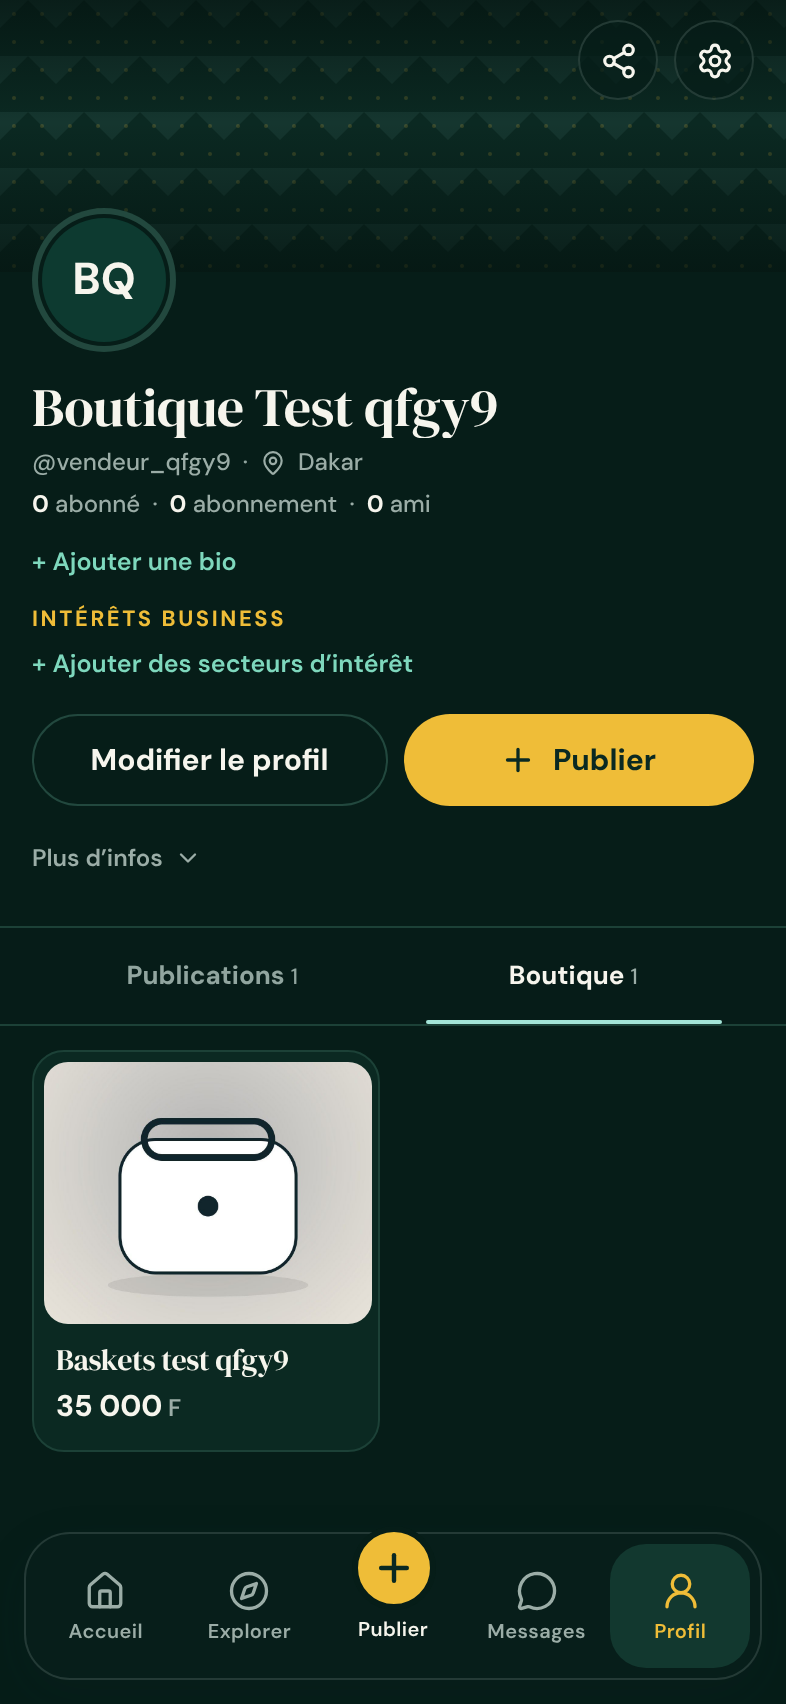 BQ
Boutique Test qfgy9
@vendeur_qfgy9 · Dakar
0 abonné · 0 abonnement · 0 ami
+ Ajouter une bio
INTÉRÊTS BUSINESS
+ Ajouter des secteurs d’intérêt
Modifier le profil
Publier
Plus d’infos
Publications 1
Boutique 1
Baskets test qfgy9
35 000 F
Accueil
Explorer
Publier
Messages
Profil